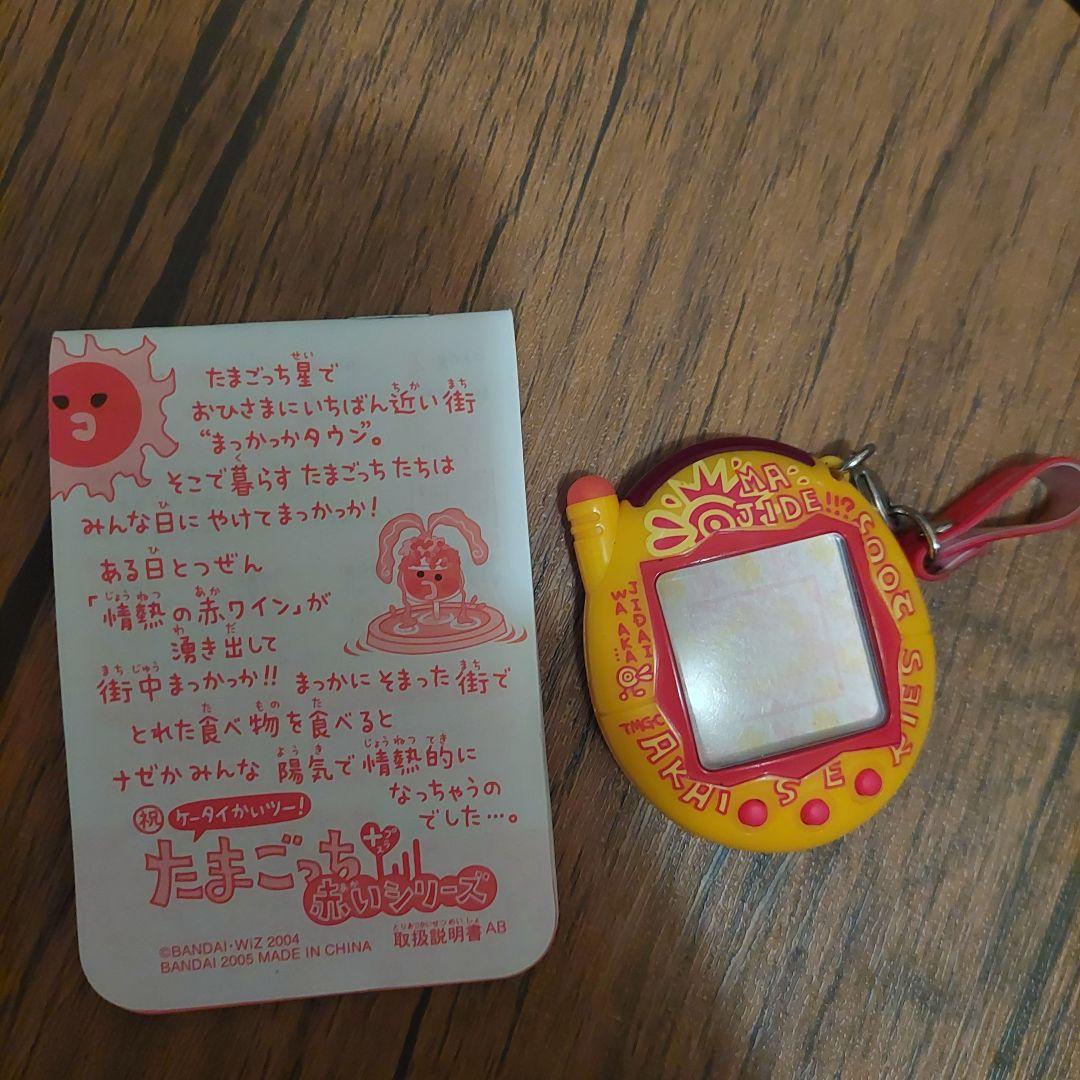 たまごっち星で
おひさまにいちばん近い街
"まっかっかタウン"。
そこで暮らす たまごっちたちは
みんな日に やけてまっかっか!
ある日とつぜん
「情熱の赤ワイン」が
湧き出して
街中まっかっか!! まっかに そまった街で
とれた食べ物を食べると
ナゼかみんな 陽気で情熱的に
なっちゃうの
でした…。
祝 ケータイかいツー!
たまごっち+プラス
赤いシリーズ
取扱説明書 AB
©BANDAI・WiZ 2004
BANDAI 2005 MADE IN CHINA
MA
JIDE!!?
WA AKA
JIDAI
TMGC
AKAI SE